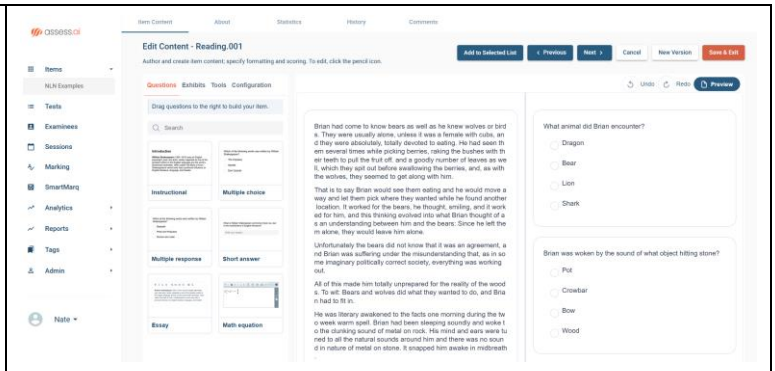 Item Content About Statistics History Comments
assess.ai
Edit Content - Reading.001
Author and create item content, specify formatting and scoring. To edit, click the pencil icon.
Add to Selected List < Previous Next > Cancel New Version Save & Exit
Items
NLN Examples
Tests
Examinees
Sessions
Marking
SmartMarq
Analytics
Reports
Tags
Admin
Nate
Questions Exhibits Tools Configuration
Undo Redo Preview
Drag questions to the right to build your item.
Search
Introduction
Instructional
Multiple choice
Multiple response
Short answer
Essay
Math equation
Brian had come to know bears as well as he knew wolves or bird
s. They were usually alone, unless it was a female with cubs, an
d they were absolutely, totally devoted to eating. He had seen th
em several times while picking berries, raking the bushes with th
eir teeth to pull the fruit off. and a goodly number of leaves as we
ll, which they spit out before swallowing the berries, and, as with
the wolves, they seemed to get along with him.
That is to say Brian would see them eating and he would move a
way and let them pick where they wanted while he found another
location. It worked for the bears, he thought, smiling, and it work
ed for him, and this thinking evolved into what Brian thought of a
s an understanding between him and the bears: Since he left the
m alone, they would leave him alone.
Unfortunately the bears did not know that it was an agreement, a
nd Brian was suffering under the misunderstanding that, as in so
me imaginary politically correct society, everything was working
out.
All of this made him totally unprepared for the reality of the wood
s. To wit: Bears and wolves did what they wanted to do, and Bria
n had to fit in.
He was literary awakened to the facts one morning during the tw
o week warm spell. Brian had been sleeping soundly and woke t
o the clunking sound of metal on rock. His mind and ears were tu
ned to all the natural sounds around him and there was no soun
d in nature of metal on stone. It snapped him awake in midbreath
.
What animal did Brian encounter?
Dragon
Bear
Lion
Shark
Brian was woken by the sound of what object hitting stone?
Pot
Crowbar
Bow
Wood